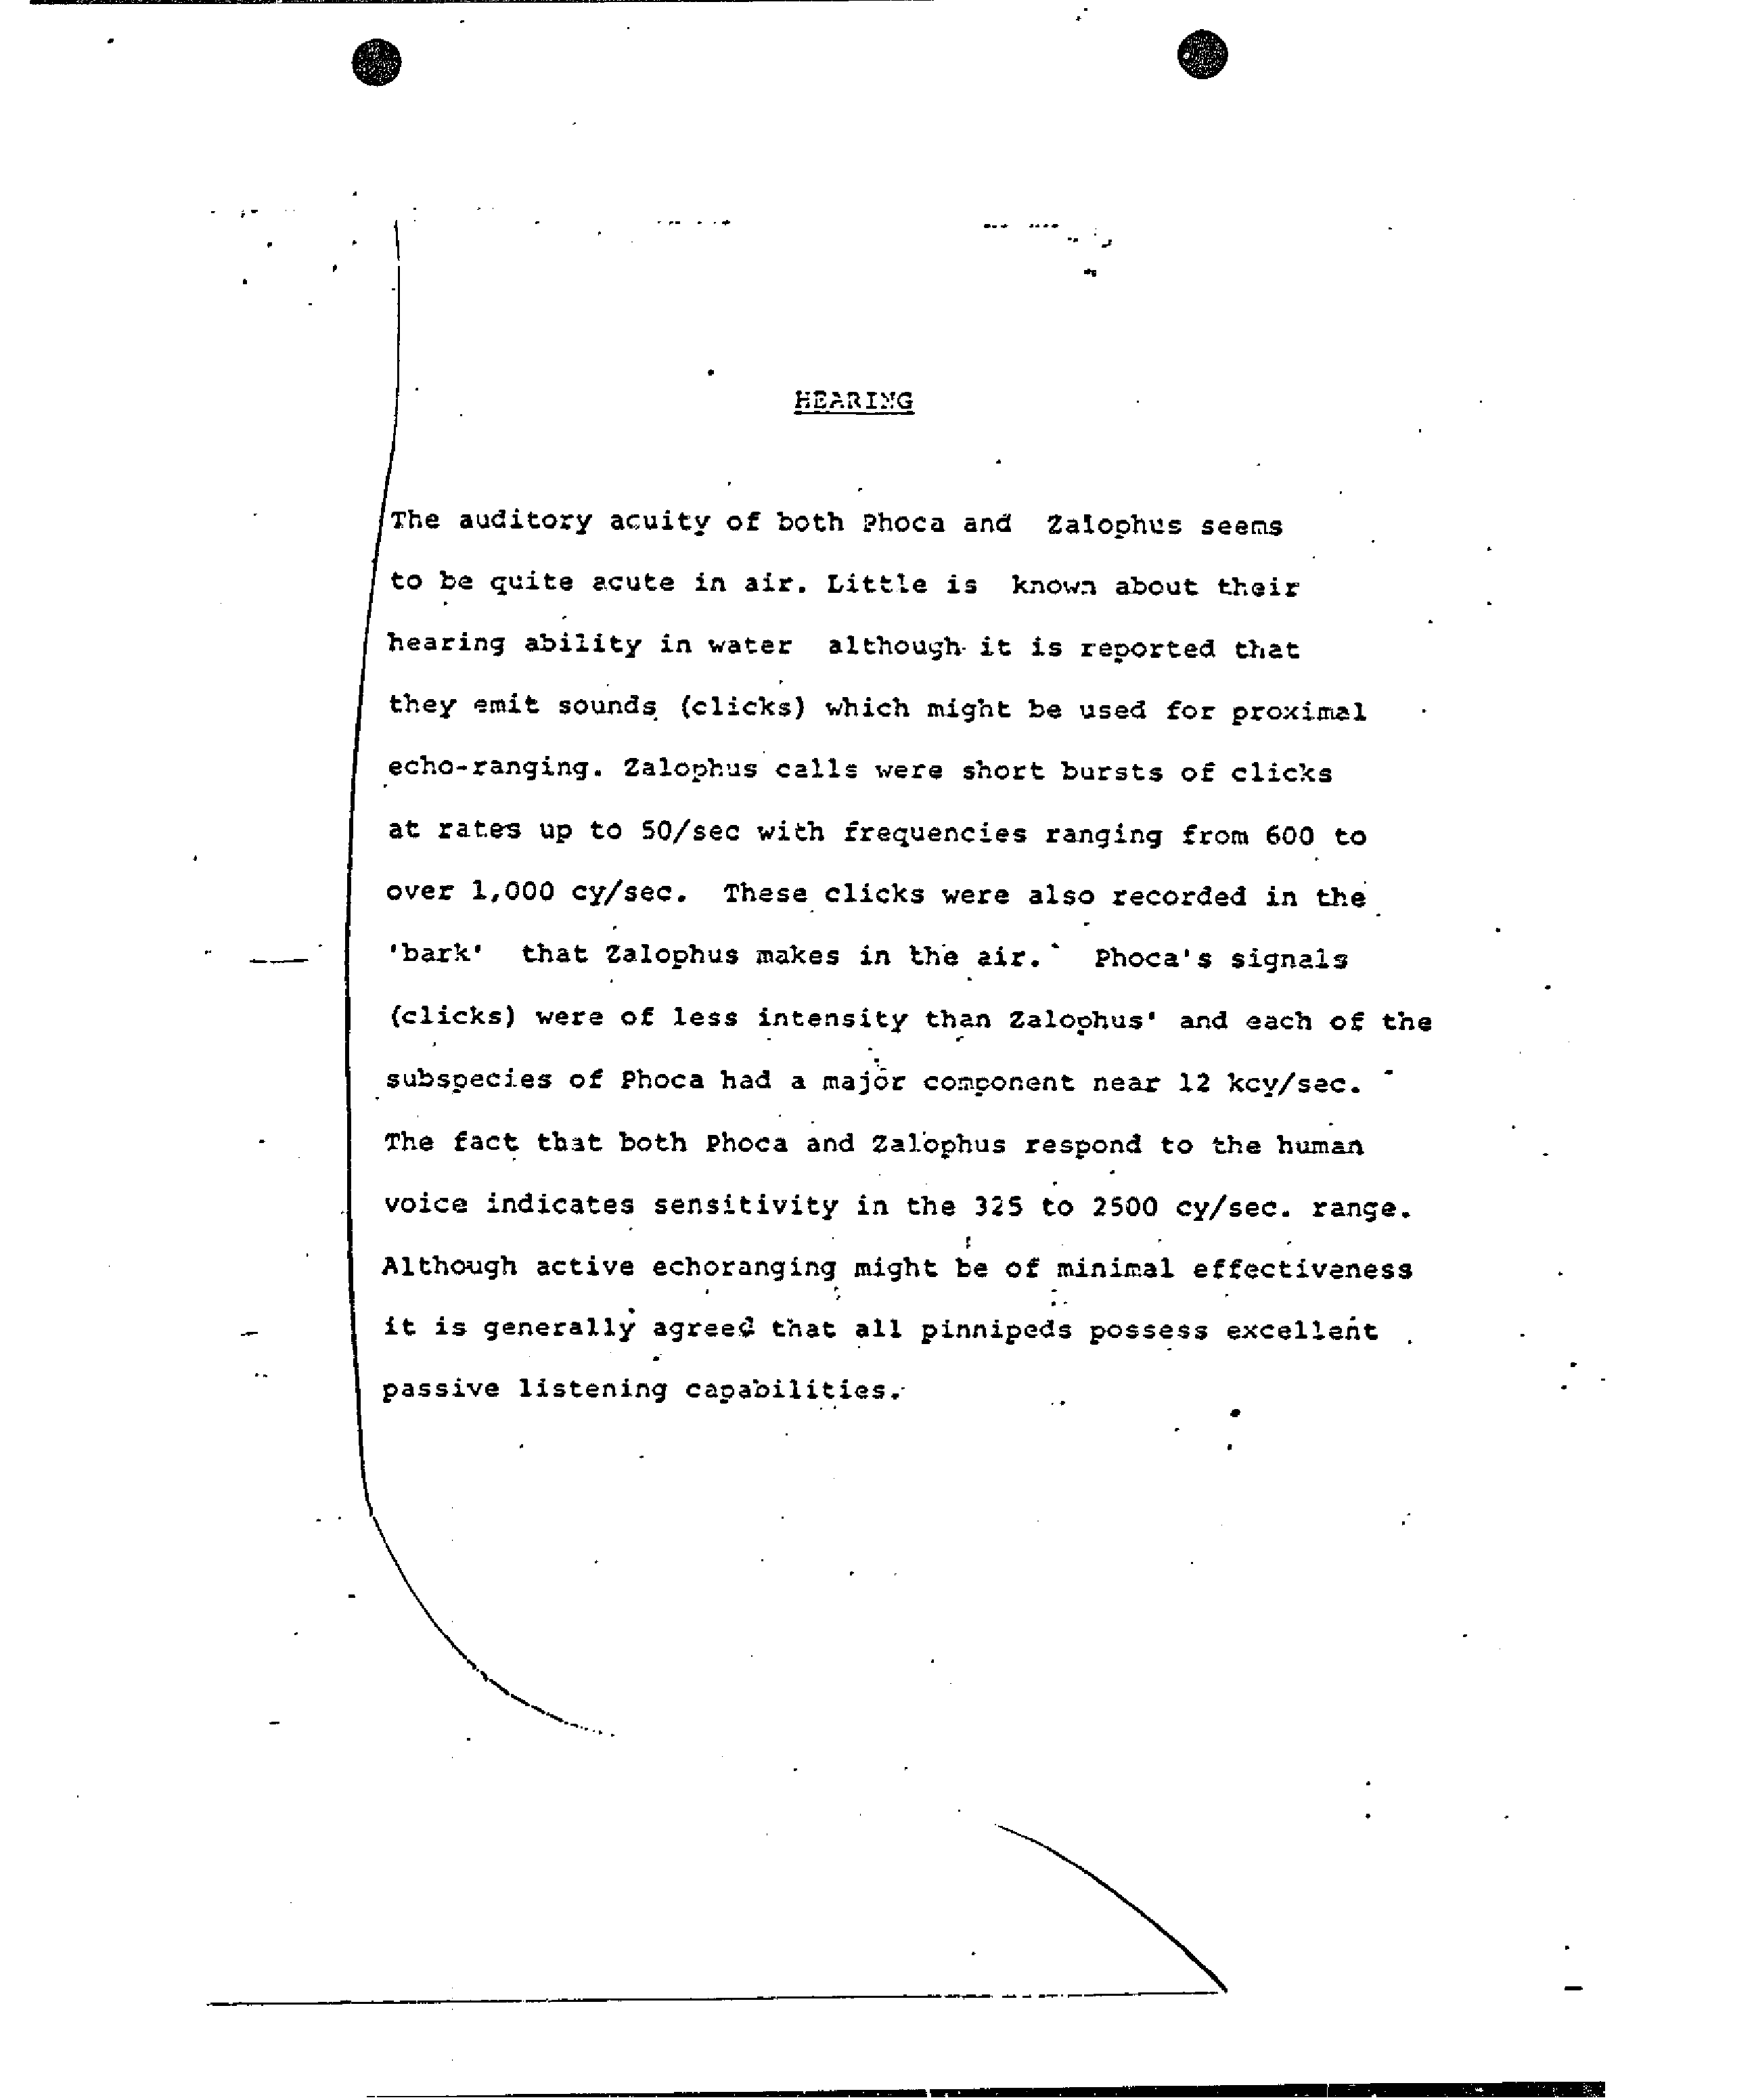 HEARING
The auditory acuity of both Phoca and Zalophus seems
to be quite acute in air. Little is known about their
hearing ability in water although it is reported that
they emit sounds (clicks) which might be used for proximal
echo-ranging. Zalophus calls were short bursts of clicks
at rates up to 50/sec with frequencies ranging from 600 to
over 1,000 cy/sec. These clicks were also recorded in the
'bark' that Zalophus makes in the air. Phoca's signals
(clicks) were of less intensity than Zalophus' and each of the
subspecies of Phoca had a major component near 12 kcy/sec.
The fact that both Phoca and Zalophus respond to the human
voice indicates sensitivity in the 325 to 2500 cy/sec. range.
Although active echoranging might be of minimal effectiveness
it is generally agreed that all pinnipeds possess excellent
passive listening capabilities.